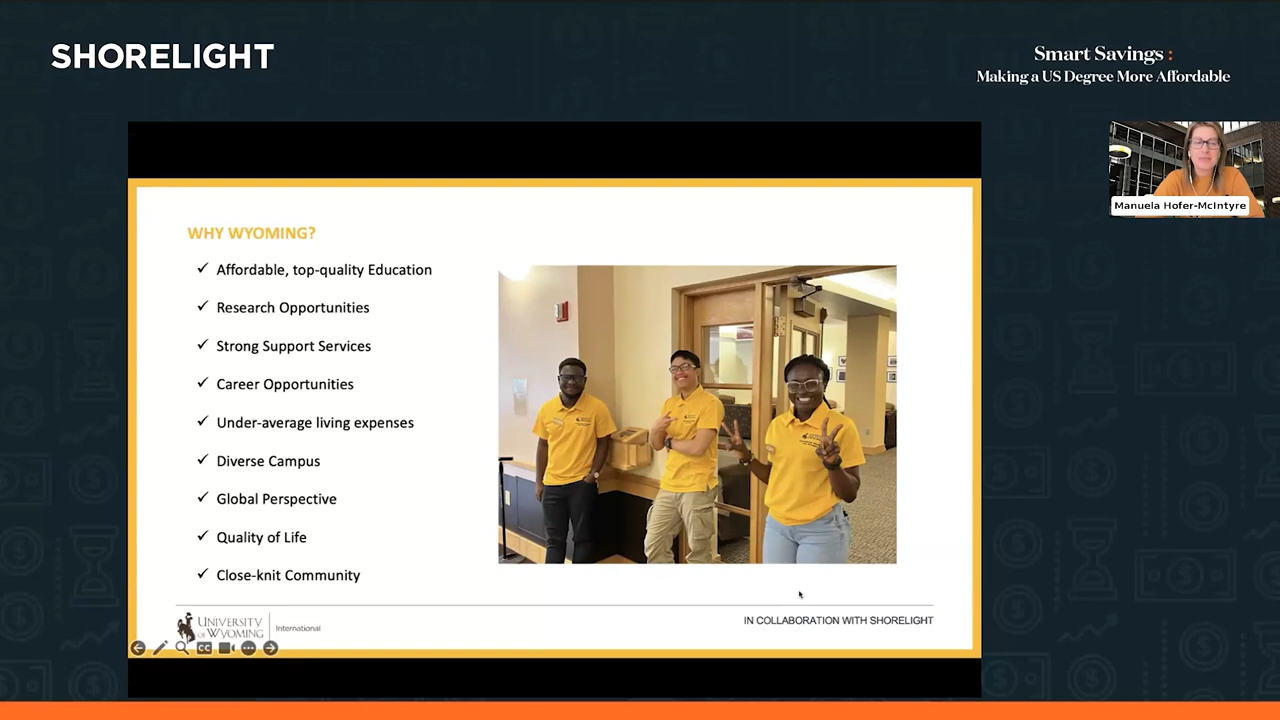 SHORELIGHT
Smart Savings :
Making a US Degree More Affordable
Manuela Hofer-McIntyre
WHY WYOMING?
✓ Affordable, top-quality Education
✓ Research Opportunities
✓ Strong Support Services
✓ Career Opportunities
✓ Under-average living expenses
✓ Diverse Campus
✓ Global Perspective
✓ Quality of Life
✓ Close-knit Community
UNIVERSITY
OF WYOMING
International
IN COLLABORATION WITH SHORELIGHT
CC